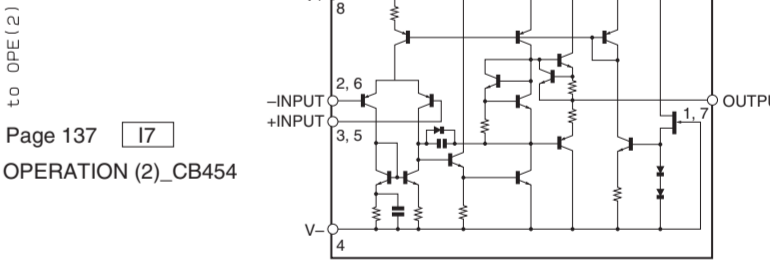 to OPE(2)
8
2, 6
–INPUT
+INPUT
3, 5
1, 7
Page 137 I7
OPERATION (2)_CB454
V–
4